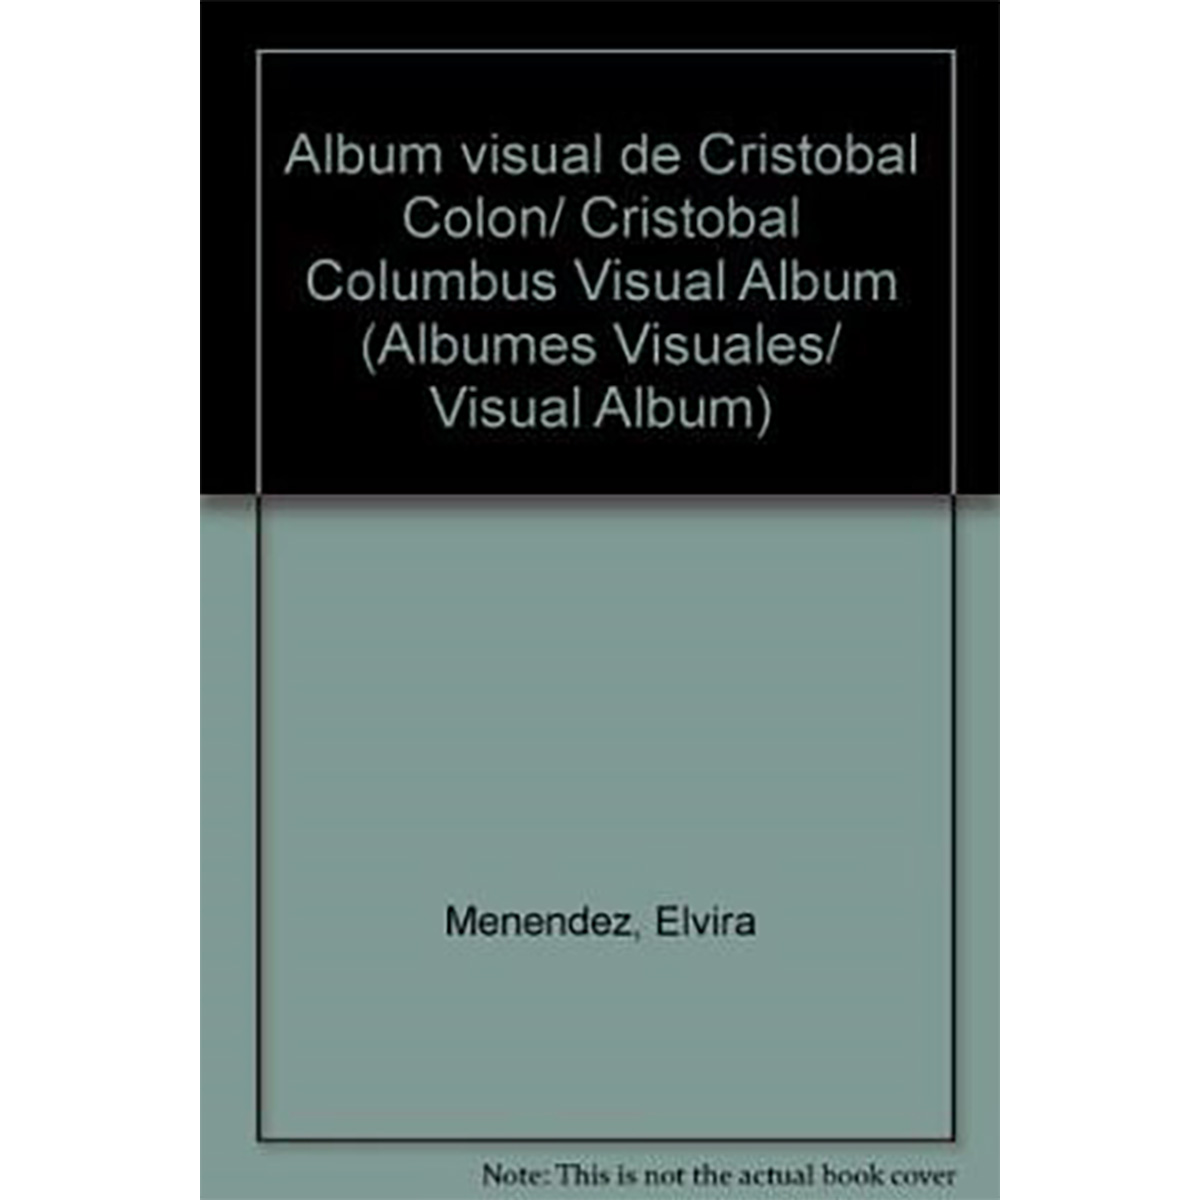 Album visual de Cristobal
Colon/ Cristobal
Columbus Visual Album
(Albumes Visuales/
Visual Album)
Menendez, Elvira
Note: This is not the actual book cover